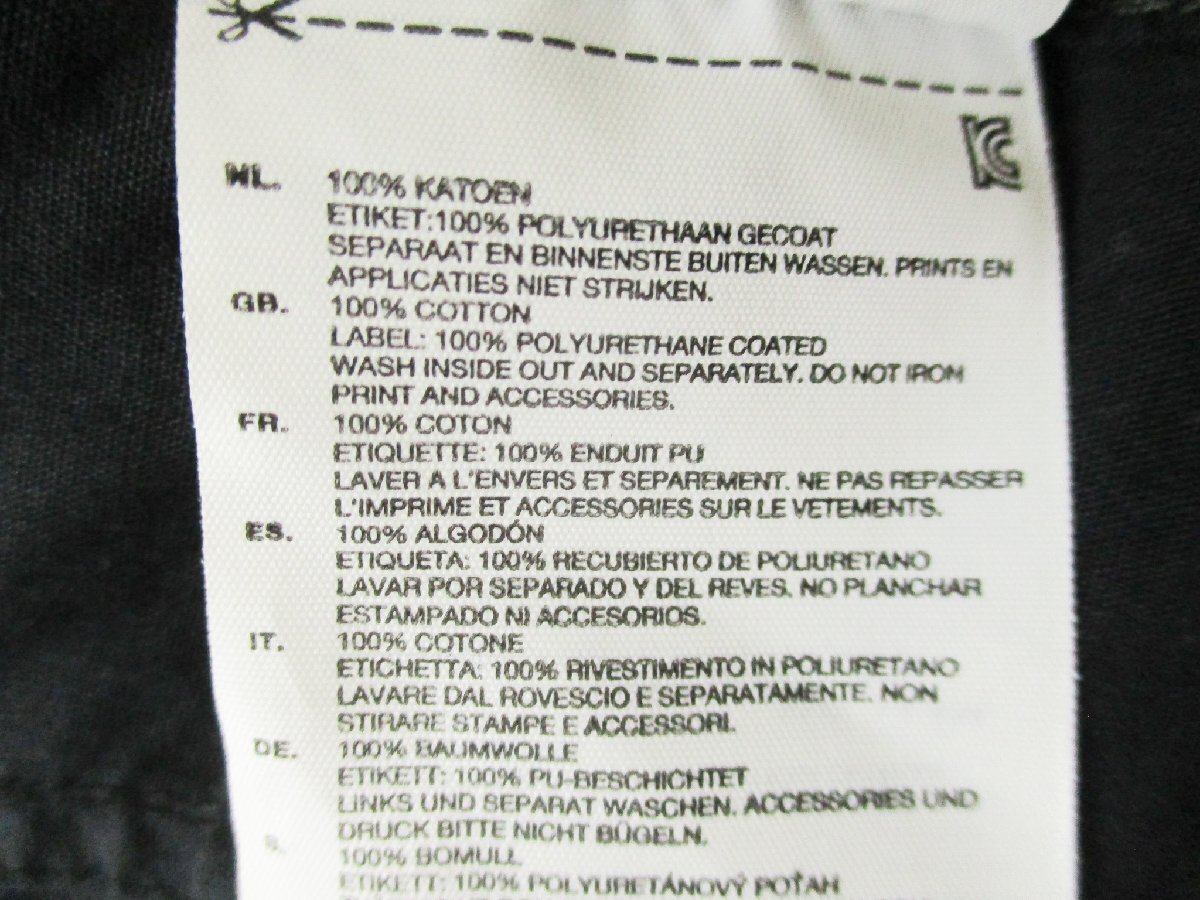 NL. 100% KATOEN
ETIKET:100% POLYURETHAAN GECOAT
SEPARAAT EN BINNENSTE BUITEN WASSEN. PRINTS EN
APPLICATIES NIET STRIJKEN.
GB. 100% COTTON
LABEL: 100% POLYURETHANE COATED
WASH INSIDE OUT AND SEPARATELY. DO NOT IRON
PRINT AND ACCESSORIES.
FR. 100% COTON
ETIQUETTE: 100% ENDUIT PU
LAVER A L'ENVERS ET SEPAREMENT. NE PAS REPASSER
L'IMPRIME ET ACCESSORIES SUR LE VETEMENTS.
ES. 100% ALGODÓN
ETIQUETA: 100% RECUBIERTO DE POLIURETANO
LAVAR POR SEPARADO Y DEL REVES. NO PLANCHAR
ESTAMPADO NI ACCESORIOS.
IT. 100% COTONE
ETICHETTA: 100% RIVESTIMENTO IN POLIURETANO
LAVARE DAL ROVESCIO E SEPARATAMENTE. NON
STIRARE STAMPE E ACCESSORI.
DE. 100% BAUMWOLLE
ETIKETT: 100% PU-BESCHICHTET
LINKS UND SEPARAT WASCHEN. ACCESSORIES UND
DRUCK BITTE NICHT BÜGELN.
S. 100% BOMULL
ETIKETT: 100% POLYURETÁNOVÝ POŤAH